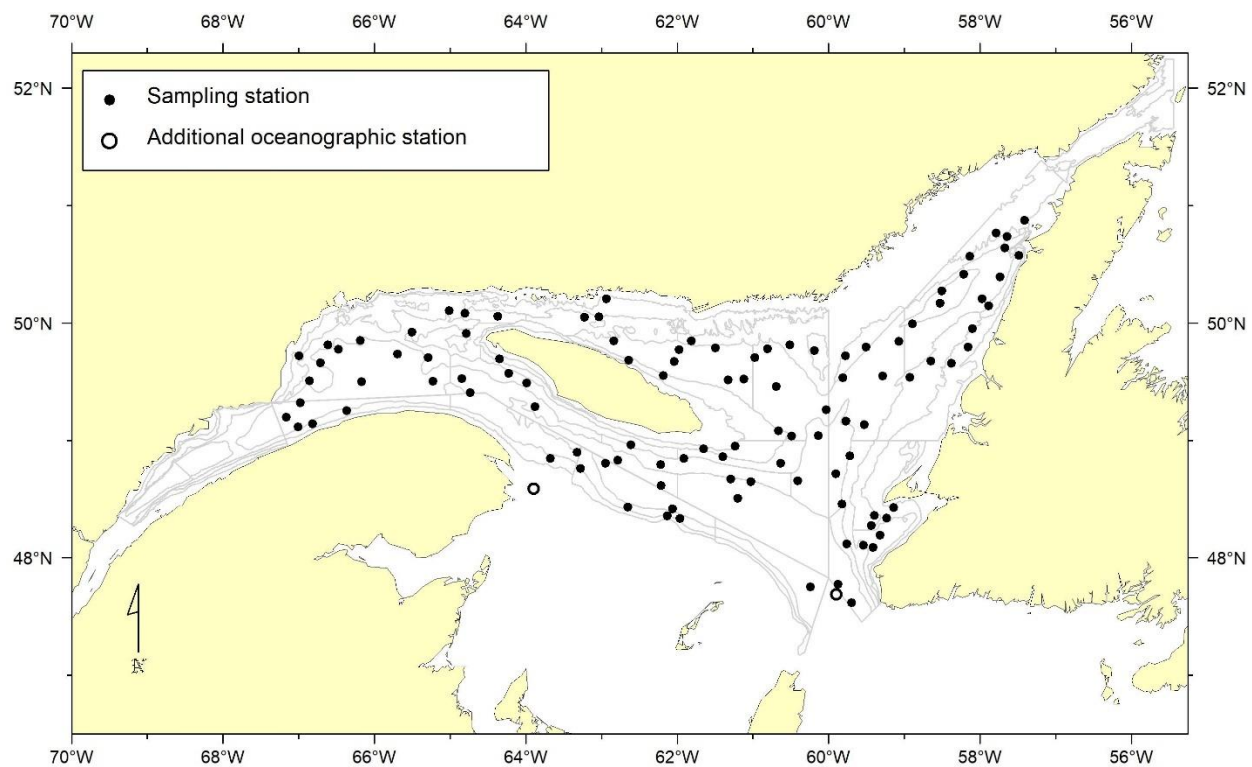 70°W 68°W 66°W 64°W 62°W 60°W 58°W 56°W
52°N 52°N
Sampling station
Additional oceanographic station
50°N 50°N
48°N 48°N
N
70°W 68°W 66°W 64°W 62°W 60°W 58°W 56°W